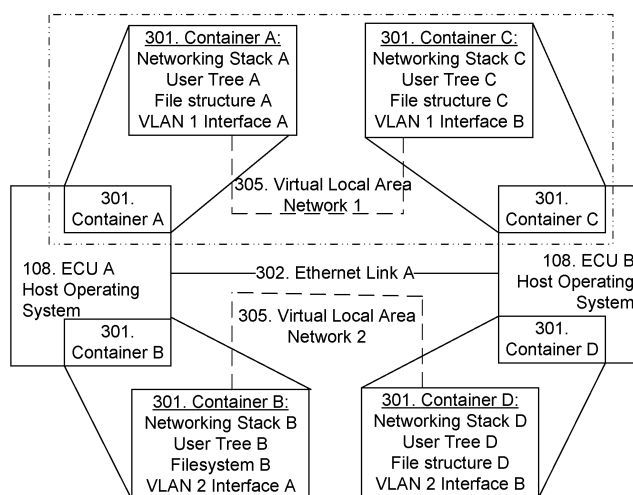 301. Container A:
Networking Stack A
User Tree A
File structure A
VLAN 1 Interface A
301. Container C:
Networking Stack C
User Tree C
File structure C
VLAN 1 Interface B
305. Virtual Local Area
Network 1
301.
Container A
301.
Container C
108. ECU A
Host Operating
System
302. Ethernet Link A
108. ECU B
Host Operating
System
305. Virtual Local Area
Network 2
301.
Container B
301.
Container D
301. Container B:
Networking Stack B
User Tree B
Filesystem B
VLAN 2 Interface A
301. Container D:
Networking Stack D
User Tree D
File structure D
VLAN 2 Interface B